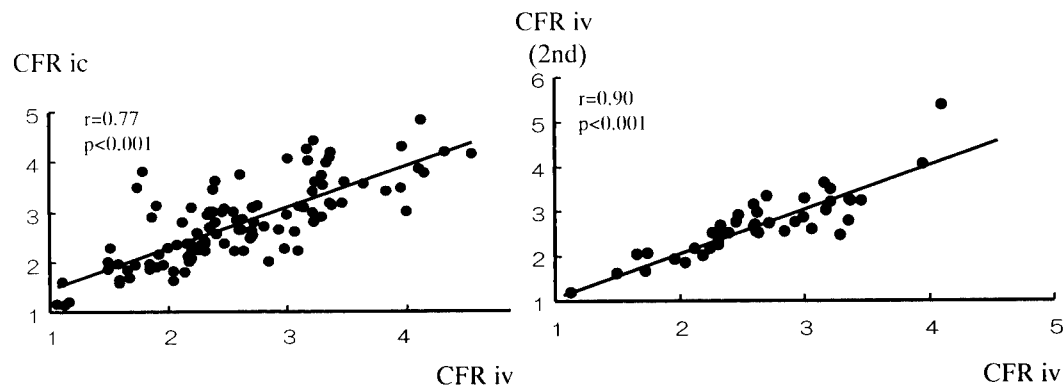 CFR ic
5
4
3
2
1
r=0.77
p<0.001
1 2 3 4
CFR iv
CFR iv
(2nd)
6
5
4
3
2
1
r=0.90
p<0.001
1 2 3 4 5
CFR iv